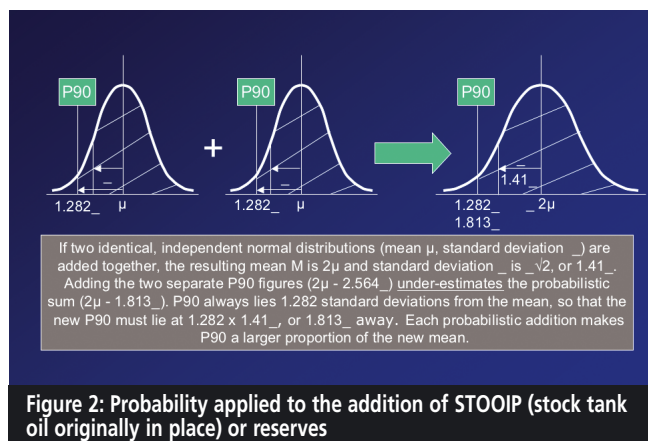 P90
P90
P90
+
_
_
_
1.41_
1.282_ µ
1.282_ µ
1.282_ _ 2µ
1.813_
If two identical, independent normal distributions (mean µ, standard deviation _) are
added together, the resulting mean M is 2µ and standard deviation _ is _√2, or 1.41_.
Adding the two separate P90 figures (2µ - 2.564_) under-estimates the probabilistic
sum (2µ - 1.813_). P90 always lies 1.282 standard deviations from the mean, so that the
new P90 must lie at 1.282 x 1.41_, or 1.813_ away. Each probabilistic addition makes
P90 a larger proportion of the new mean.
Figure 2: Probability applied to the addition of STOOIP (stock tank
oil originally in place) or reserves